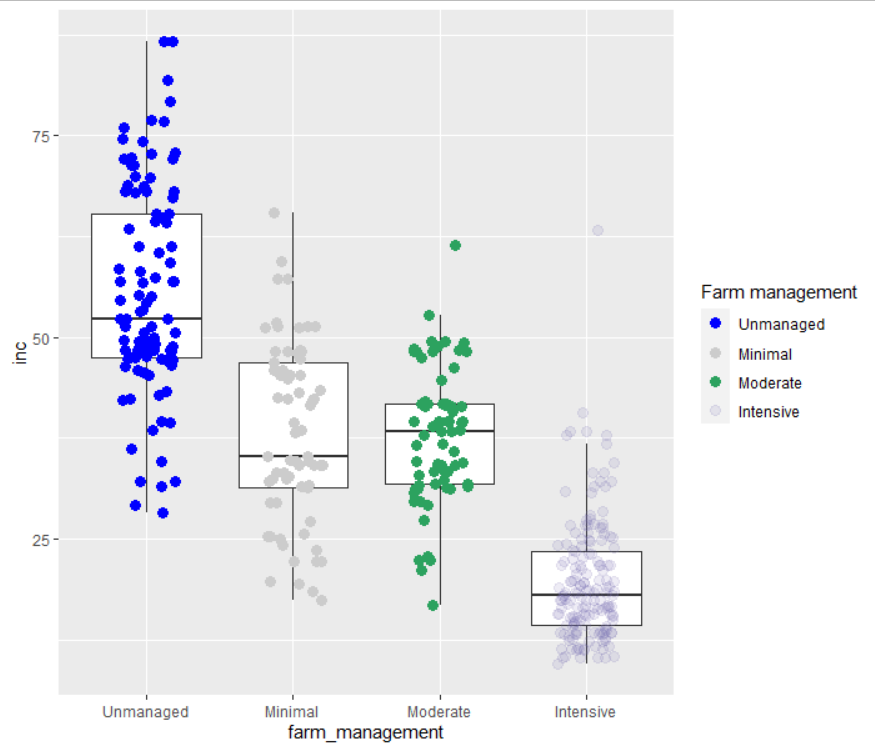 75
50
25
inc
Unmanaged
Minimal
Moderate
Intensive
farm_management
Farm management
Unmanaged
Minimal
Moderate
Intensive